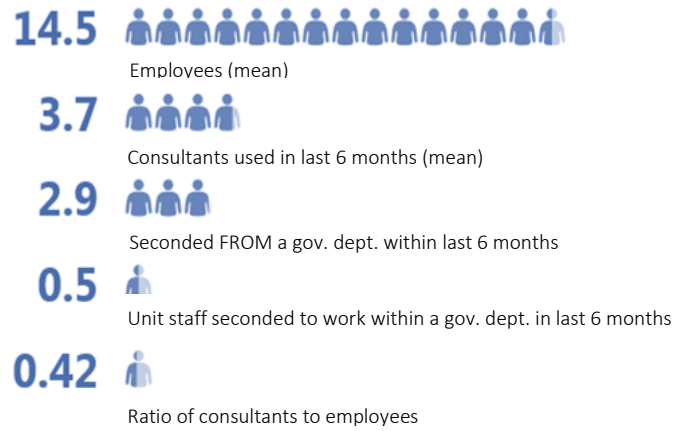 14.5
Employees (mean)
3.7
Consultants used in last 6 months (mean)
2.9
Seconded FROM a gov. dept. within last 6 months
0.5
Unit staff seconded to work within a gov. dept. in last 6 months
0.42
Ratio of consultants to employees